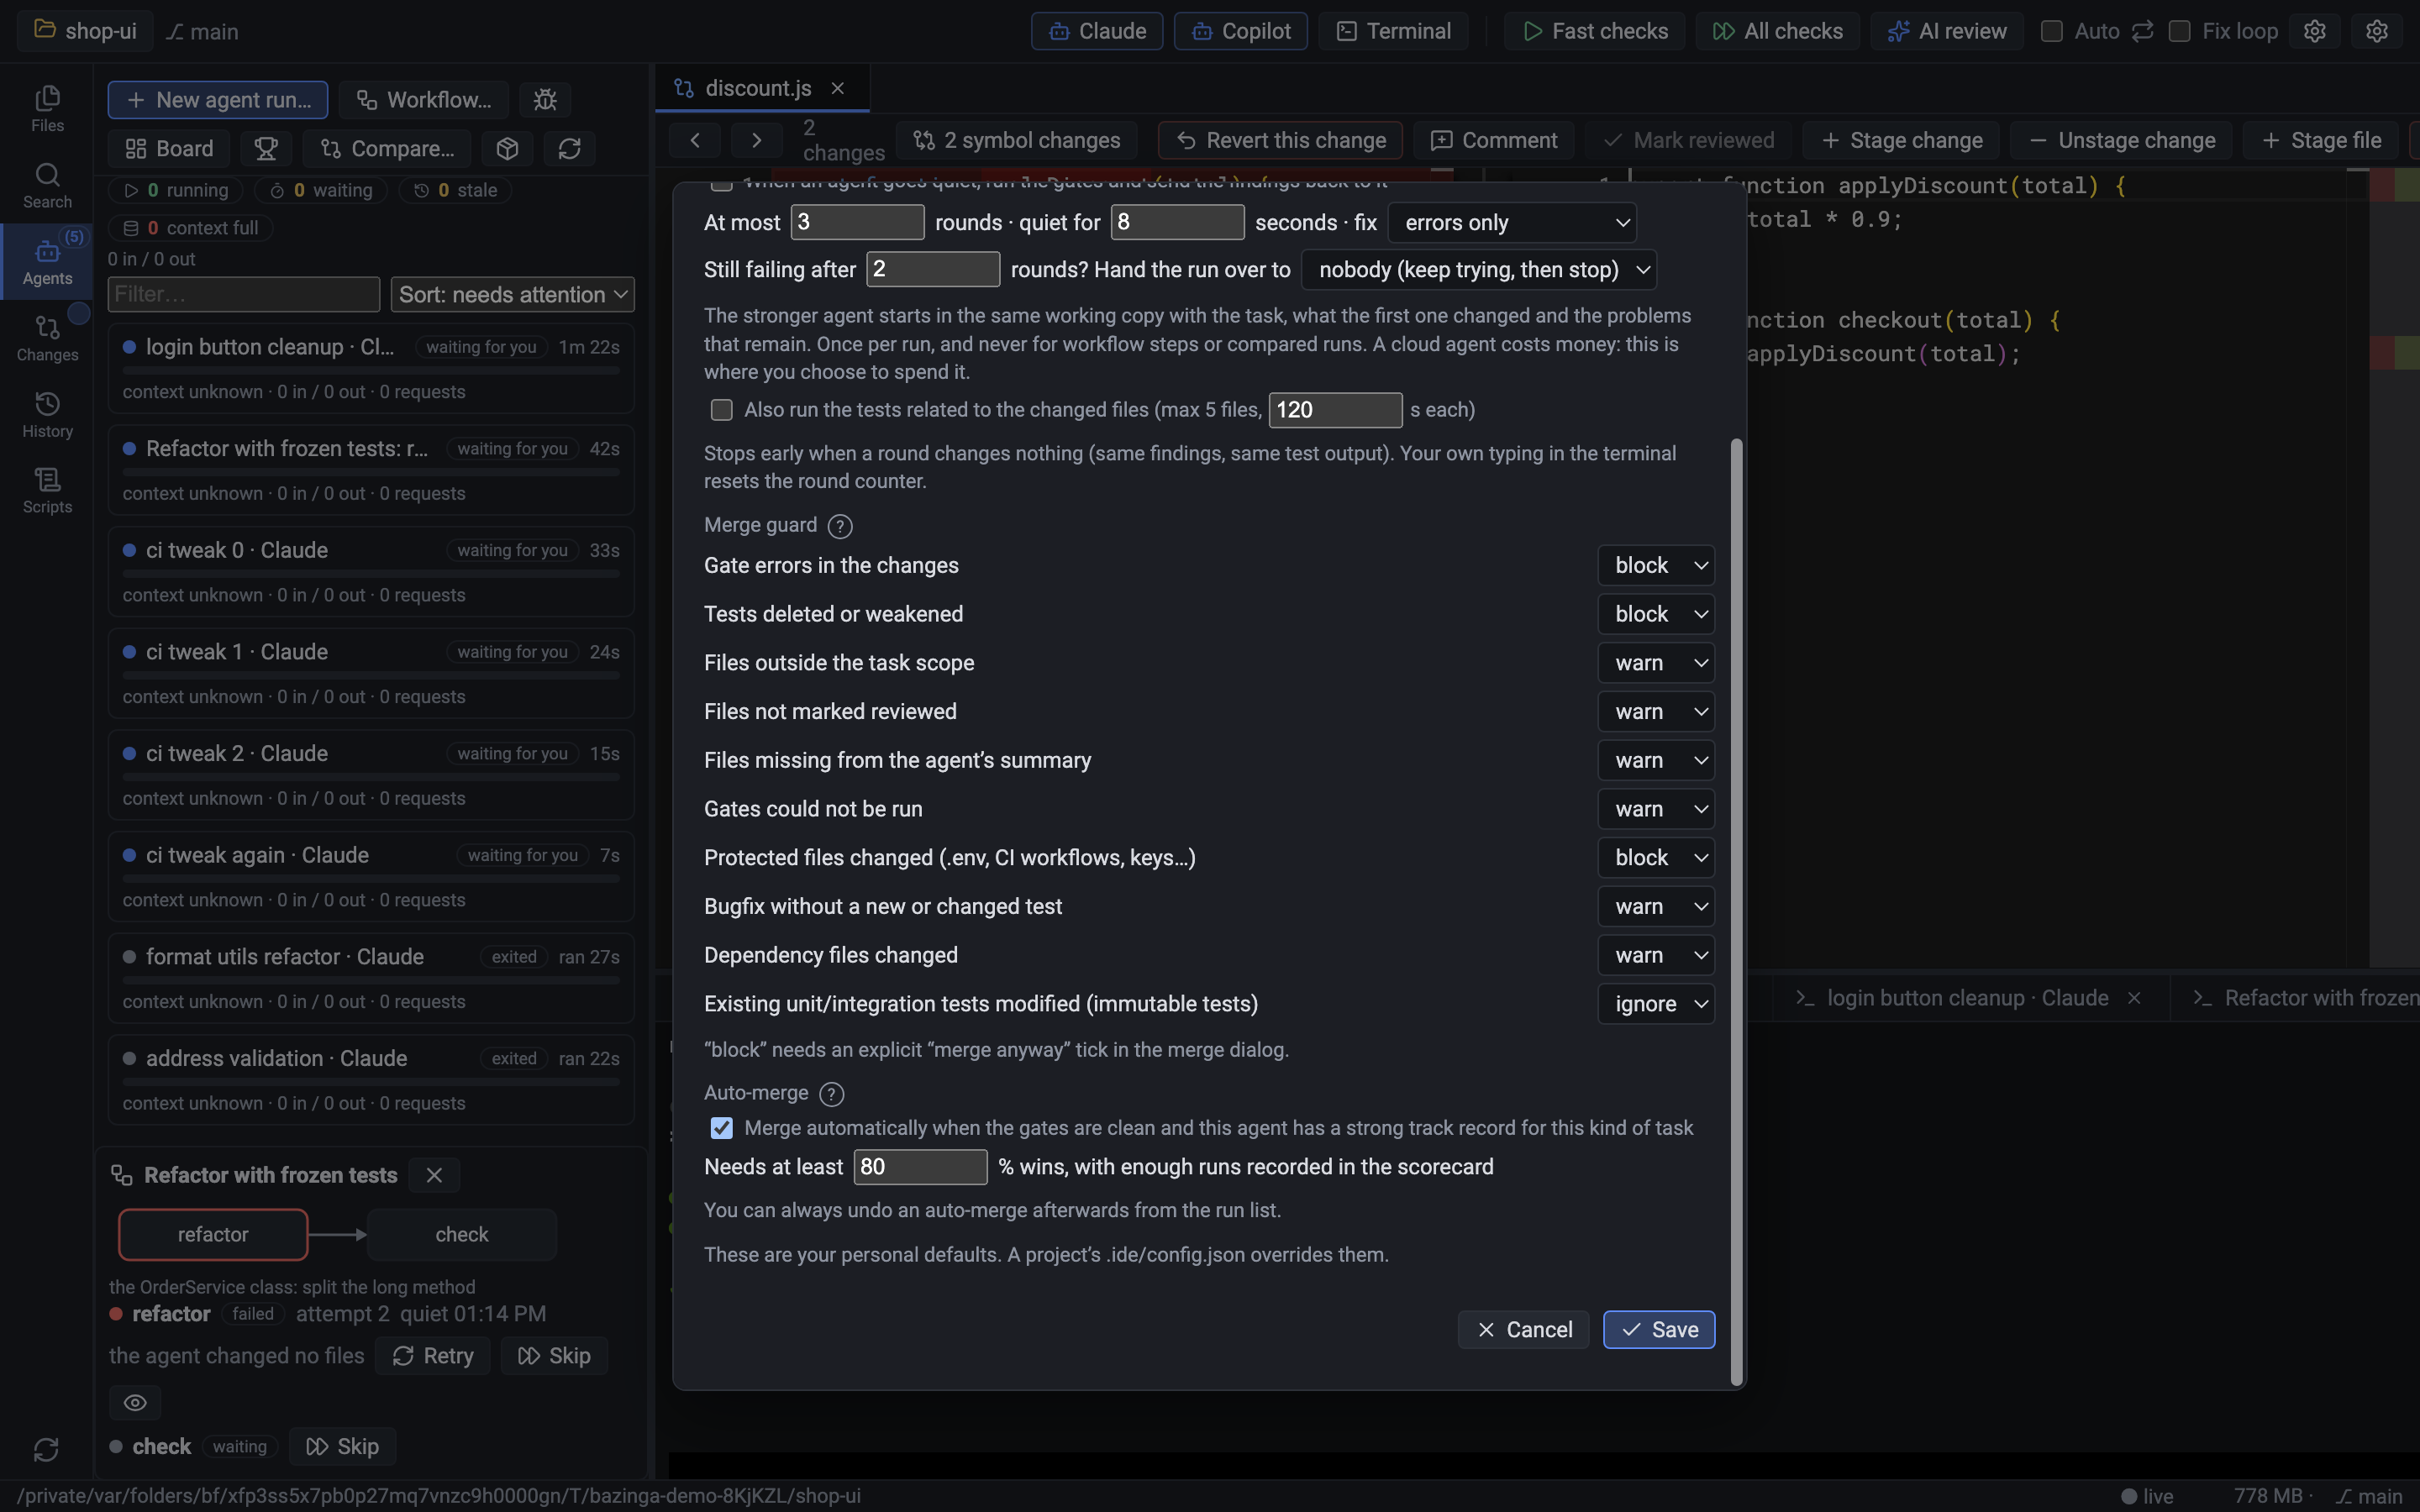 shop-ui
main
Claude
Copilot
Terminal
Fast checks
All checks
AI review
Auto
Fix loop
Files
Search
(5)
Agents
Changes
History
Scripts
New agent run...
Workflow...
Board
Compare...
0 running
0 waiting
0 stale
0 context full
0 in / 0 out
Filter...
Sort: needs attention
login button cleanup · Cl... waiting for you 1m 22s
context unknown · 0 in / 0 out · 0 requests
Refactor with frozen tests: r... waiting for you 42s
context unknown · 0 in / 0 out · 0 requests
ci tweak 0 · Claude waiting for you 33s
context unknown · 0 in / 0 out · 0 requests
ci tweak 1 · Claude waiting for you 24s
context unknown · 0 in / 0 out · 0 requests
ci tweak 2 · Claude waiting for you 15s
context unknown · 0 in / 0 out · 0 requests
ci tweak again · Claude waiting for you 7s
context unknown · 0 in / 0 out · 0 requests
format utils refactor · Claude exited ran 27s
context unknown · 0 in / 0 out · 0 requests
address validation · Claude exited ran 22s
context unknown · 0 in / 0 out · 0 requests
Refactor with frozen tests
refactor
check
the OrderService class: split the long method
refactor failed attempt 2 quiet 01:14 PM
the agent changed no files
Retry
Skip
check waiting
Skip
discount.js
2
changes
2 symbol changes
Revert this change
Comment
Mark reviewed
Stage change
Unstage change
Stage file
function applyDiscount(total) {
total * 0.9;
function checkout(total) {
applyDiscount(total);
When an agent goes quiet, run the Gates and send the findings back to it
At most 3 rounds · quiet for 8 seconds · fix errors only
Still failing after 2 rounds? Hand the run over to nobody (keep trying, then stop)
The stronger agent starts in the same working copy with the task, what the first one changed and the problems
that remain. Once per run, and never for workflow steps or compared runs. A cloud agent costs money: this is
where you choose to spend it.
Also run the tests related to the changed files (max 5 files, 120 s each)
Stops early when a round changes nothing (same findings, same test output). Your own typing in the terminal
resets the round counter.
Merge guard ?
Gate errors in the changes block
Tests deleted or weakened block
Files outside the task scope warn
Files not marked reviewed warn
Files missing from the agent’s summary warn
Gates could not be run warn
Protected files changed (.env, CI workflows, keys…) block
Bugfix without a new or changed test warn
Dependency files changed warn
Existing unit/integration tests modified (immutable tests) ignore
“block” needs an explicit “merge anyway” tick in the merge dialog.
Auto-merge ?
Merge automatically when the gates are clean and this agent has a strong track record for this kind of task
Needs at least 80 % wins, with enough runs recorded in the scorecard
You can always undo an auto-merge afterwards from the run list.
These are your personal defaults. A project’s .ide/config.json overrides them.
Cancel
Save
login button cleanup · Claude
Refactor with frozen
/private/var/folders/bf/xfp3ss5x7pb0p27mq7vnzc9h0000gn/T/bazinga-demo-8KjKZL/shop-ui
live
778 MB ·
main